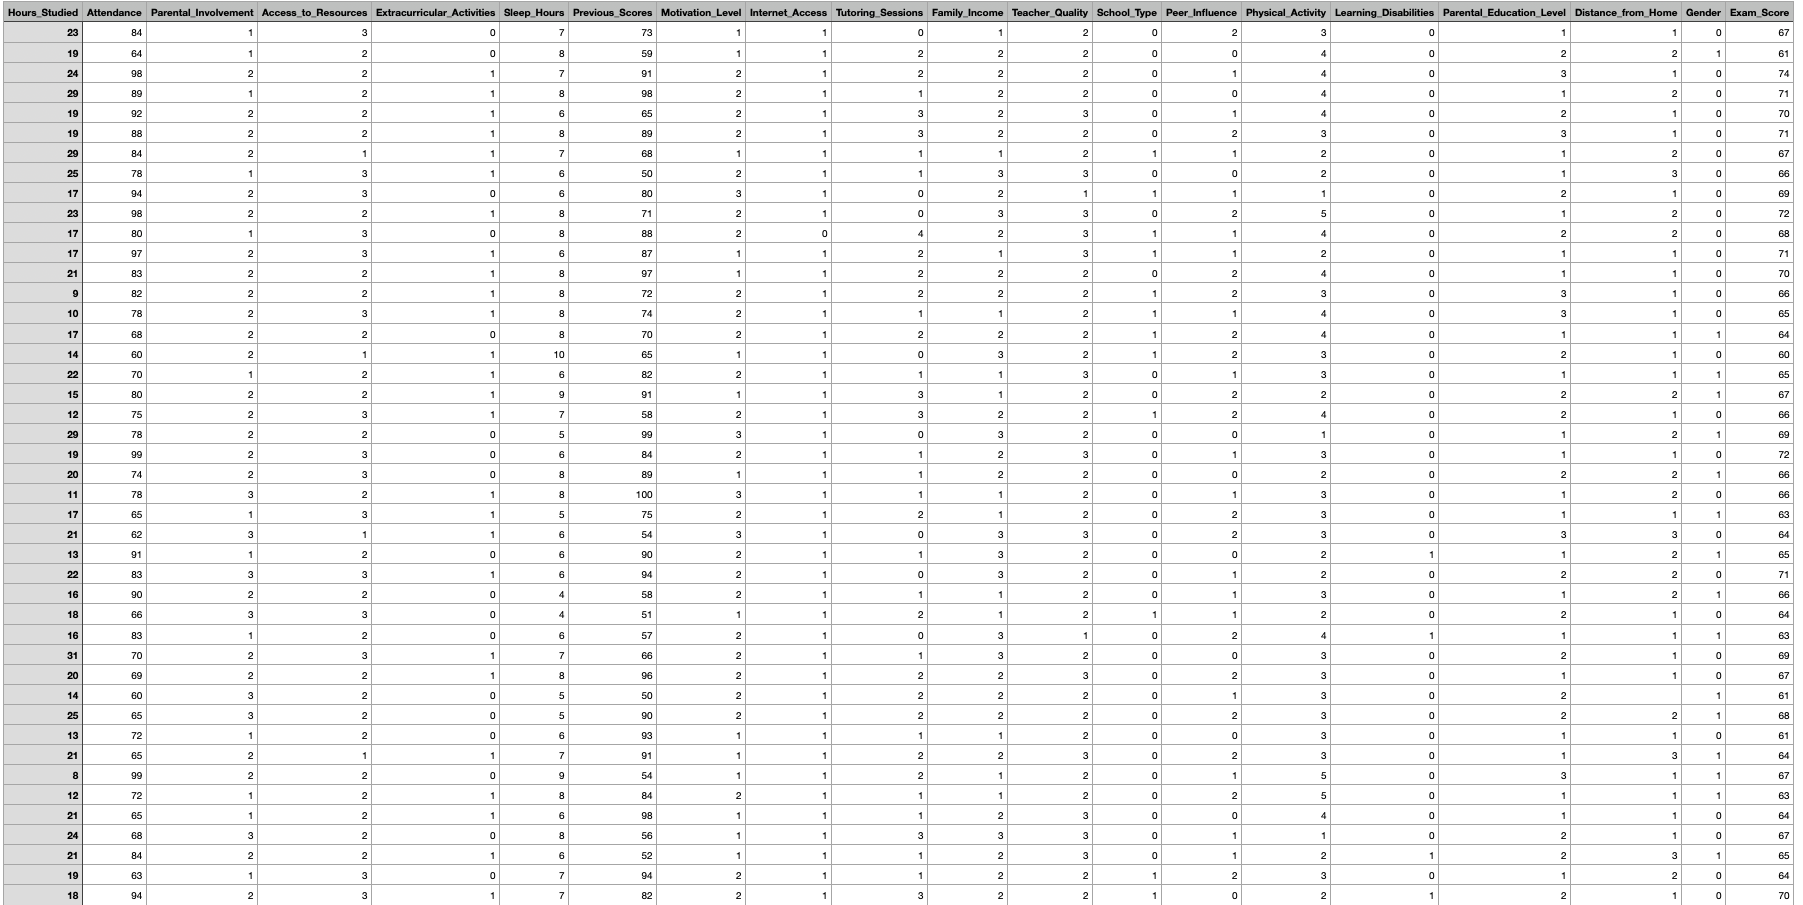 Hours_Studied Attendance Parental_Involvement Access_to_Resources Extracurricular_Activities Sleep_Hours Previous_Scores Motivation_Level Internet_Access Tutoring_Sessions Family_Income Teacher_Quality School_Type Peer_Influence Physical_Activity Learning_Disabilities Parental_Education_Level Distance_from_Home Gender Exam_Score
23 84 1 3 0 7 73 1 1 0 1 2 0 2 3 0 1 1 0 67
19 64 1 2 0 8 59 1 1 2 2 2 0 0 4 0 2 2 1 61
24 98 2 2 1 7 91 2 1 2 2 2 0 1 4 0 3 1 0 74
29 89 1 2 1 8 98 2 1 1 2 2 0 0 4 0 1 2 0 71
19 92 2 2 1 6 65 2 1 3 2 3 0 1 4 0 2 1 0 70
19 88 2 2 1 8 89 2 1 3 2 2 0 2 3 0 3 1 0 71
29 84 2 1 1 7 68 1 1 1 1 2 1 1 2 0 1 2 0 67
25 78 1 3 1 6 50 2 1 1 3 3 0 0 2 0 1 3 0 66
17 94 2 3 0 6 80 3 1 0 2 1 1 1 1 0 2 1 0 69
23 98 2 2 1 8 71 2 1 0 3 3 0 2 5 0 1 2 0 72
17 80 1 3 0 8 88 2 0 4 2 3 1 1 4 0 2 2 0 68
17 97 2 3 1 6 87 1 1 2 1 3 1 1 2 0 1 1 0 71
21 83 2 2 1 8 97 1 1 2 2 2 0 2 4 0 1 1 0 70
9 82 2 2 1 8 72 2 1 2 2 2 1 2 3 0 3 1 0 66
10 78 2 3 1 8 74 2 1 1 1 2 1 1 4 0 3 1 0 65
17 68 2 2 0 8 70 2 1 2 2 2 1 2 4 0 1 1 1 64
14 60 2 1 1 10 65 1 1 0 3 2 1 2 3 0 2 1 0 60
22 70 1 2 1 6 82 2 1 1 1 3 0 1 3 0 1 1 1 65
15 80 2 2 1 9 91 1 1 3 1 2 0 2 2 0 2 2 1 67
12 75 2 3 1 7 58 2 1 3 2 2 1 2 4 0 2 1 0 66
29 78 2 2 0 5 99 3 1 0 3 2 0 0 1 0 1 2 1 69
19 99 2 3 0 6 84 2 1 1 2 3 0 1 3 0 1 1 0 72
20 74 2 3 0 8 89 1 1 1 2 2 0 0 2 0 2 2 1 66
11 78 3 2 1 8 100 3 1 1 1 2 0 1 3 0 1 2 0 66
17 65 1 3 1 5 75 2 1 2 1 2 0 2 3 0 1 1 1 63
21 62 3 1 1 6 54 3 1 0 3 3 0 2 3 0 3 3 0 64
13 91 1 2 0 6 90 2 1 1 3 2 0 0 2 1 1 2 1 65
22 83 3 3 1 6 94 2 1 0 3 2 0 1 2 0 2 2 0 71
16 90 2 2 0 4 58 2 1 1 1 2 0 1 3 0 1 2 1 66
18 66 3 3 0 4 51 1 1 2 1 2 1 1 2 0 2 1 0 64
16 83 1 2 0 6 57 2 1 0 3 1 0 2 4 1 1 1 1 63
31 70 2 3 1 7 66 2 1 1 3 2 0 0 3 0 2 1 0 69
20 69 2 2 1 8 96 2 1 2 2 3 0 2 3 0 1 1 0 67
14 60 3 2 0 5 50 2 1 2 2 2 0 1 3 0 2 1 61
25 65 3 2 0 5 90 2 1 2 2 2 0 2 3 0 2 2 1 68
13 72 1 2 0 6 93 1 1 1 1 2 0 0 3 0 1 1 0 61
21 65 2 1 1 7 91 1 1 2 2 3 0 2 3 0 1 3 1 64
8 99 2 2 0 9 54 1 1 2 1 2 0 1 5 0 3 1 1 67
12 72 1 2 1 8 84 2 1 1 1 2 0 2 5 0 1 1 1 63
21 65 1 2 1 6 98 1 1 1 2 3 0 0 4 0 1 1 0 64
24 68 3 2 0 8 56 1 1 3 3 3 0 1 1 0 2 1 0 67
21 84 2 2 1 6 52 1 1 1 2 3 0 1 2 1 2 3 1 65
19 63 1 3 0 7 94 2 1 1 2 2 1 2 3 0 1 2 0 64
18 94 2 3 1 7 82 2 1 3 2 2 1 0 2 1 2 1 0 70